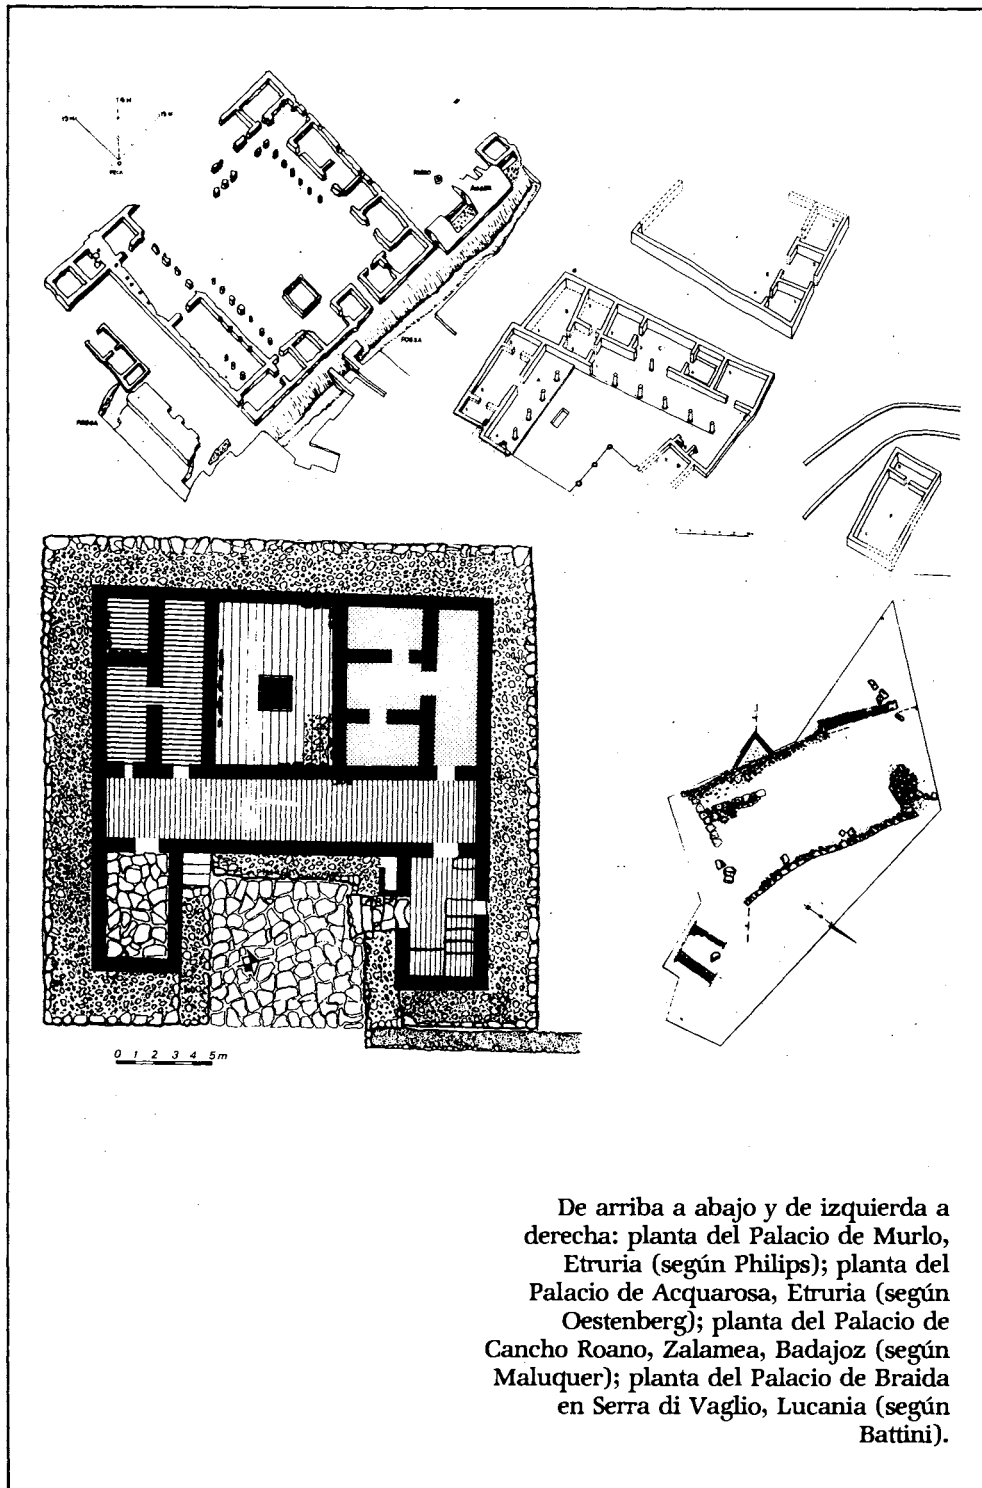 POZZO
FOSSA
0 1 2 3 4 5m
De arriba a abajo y de izquierda a
derecha: planta del Palacio de Murlo,
Etruria (según Philips); planta del
Palacio de Acquarosa, Etruria (según
Oestenberg); planta del Palacio de
Cancho Roano, Zalamea, Badajoz (según
Maluquer); planta del Palacio de Braida
en Serra di Vaglio, Lucania (según
Battini).